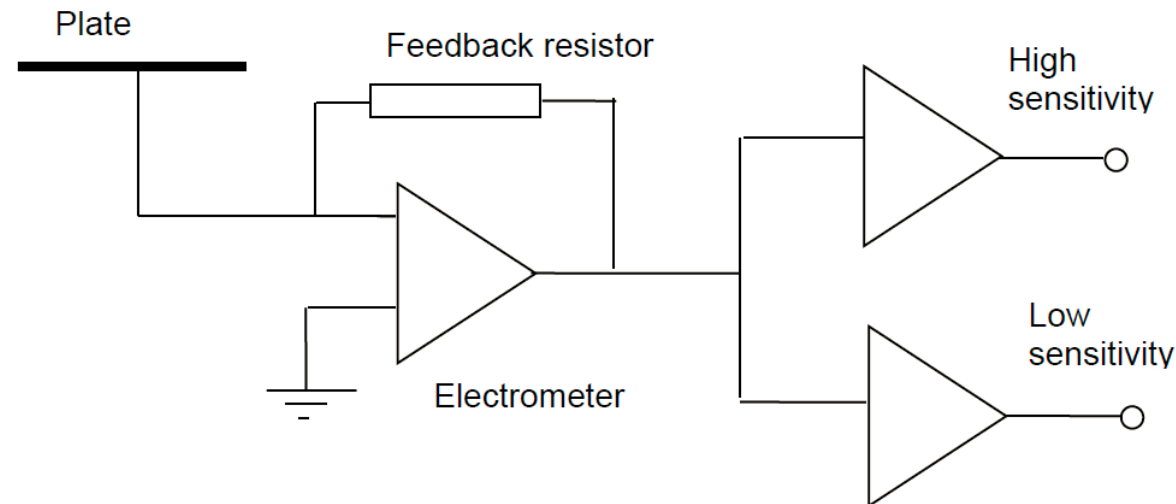 Plate
Feedback resistor
High
sensitivity
Electrometer
Low
sensitivity